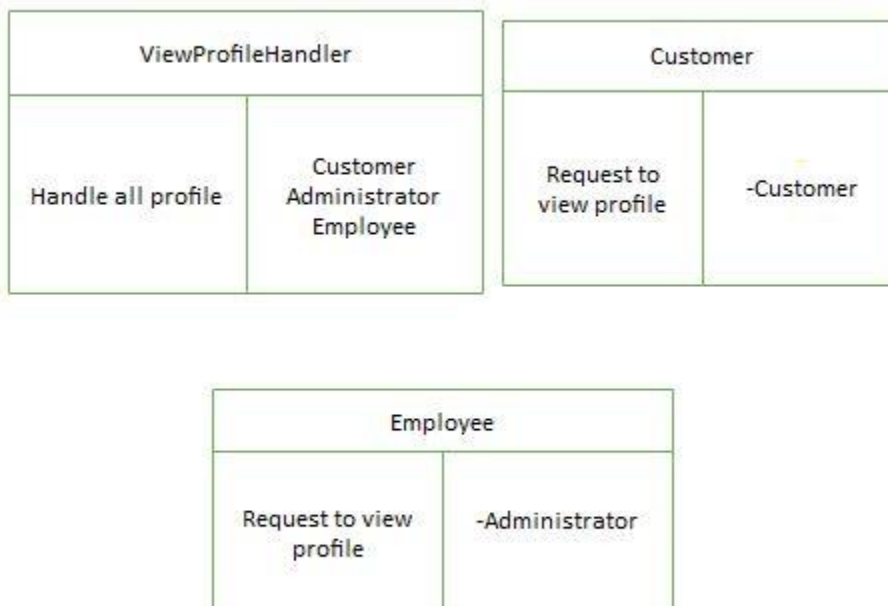 ViewProfileHandler
Handle all profile
Customer
Administrator
Employee
Customer
Request to
view profile
-Customer
Employee
Request to view
profile
-Administrator